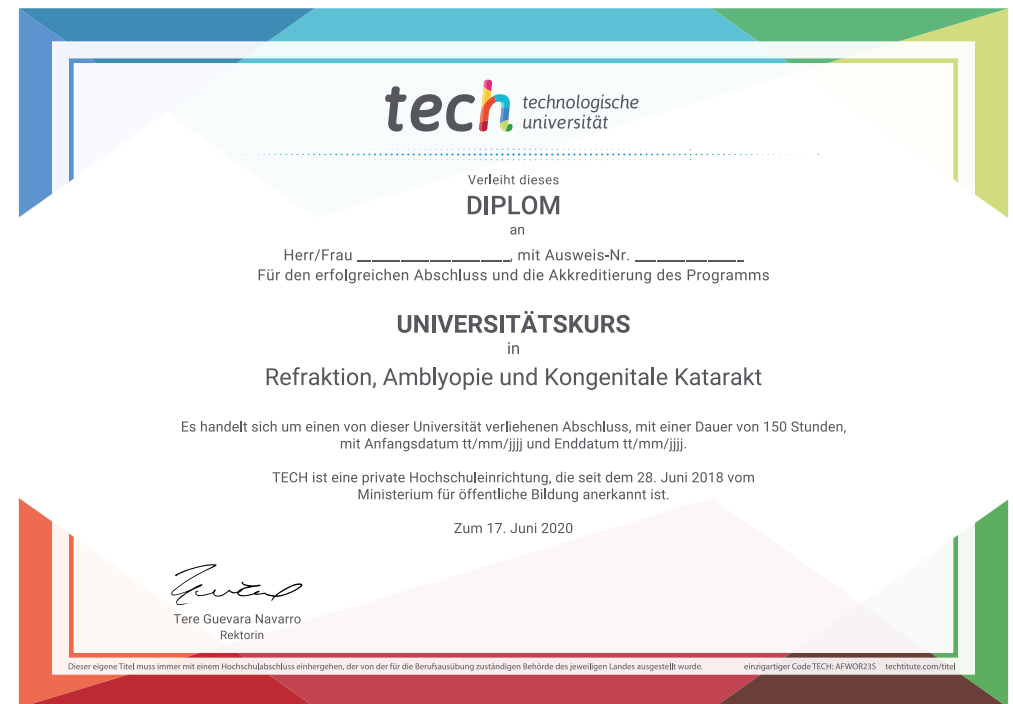 tech technologische
universität
Verleiht dieses
DIPLOM
an
Herr/Frau ____________________, mit Ausweis-Nr. ______________
Für den erfolgreichen Abschluss und die Akkreditierung des Programms
UNIVERSITÄTSKURS
in
Refraktion, Amblyopie und Kongenitale Katarakt
Es handelt sich um einen von dieser Universität verliehenen Abschluss, mit einer Dauer von 150 Stunden,
mit Anfangsdatum tt/mm/jjjj und Enddatum tt/mm/jjjj.
TECH ist eine private Hochschuleinrichtung, die seit dem 28. Juni 2018 vom
Ministerium für öffentliche Bildung anerkannt ist.
Zum 17. Juni 2020
Tere Guevara Navarro
Rektorin
Dieser eigene Titel muss immer mit einem Hochschulabschluss einhergehen, der von der für die Berufsausübung zuständigen Behörde des jeweiligen Landes ausgestellt wurde. einzigartiger Code TECH: AFWOR23S techtitute.com/titel